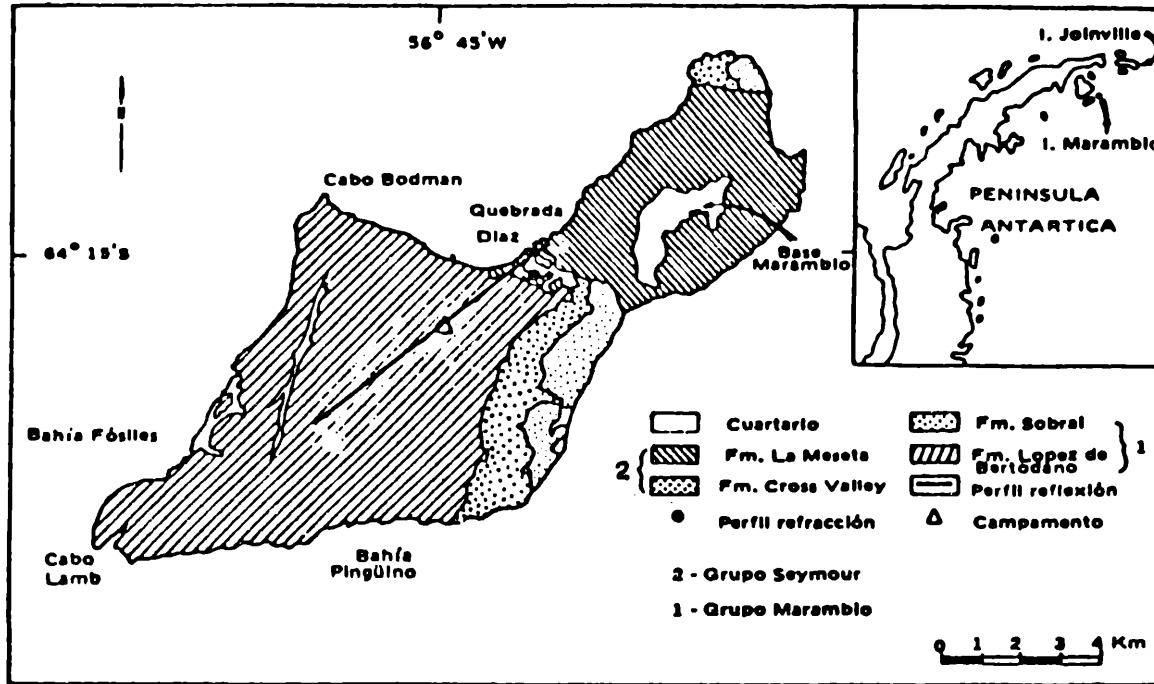 56° 45'W
I. Joinville
I. Marambio
PENINSULA
ANTARTICA
Cabo Bodman
Quebrada
Diaz
64° 15'S
Base
Marambio
Bahía Fósiles
Cabo
Lamb
Bahía
Pingüino
Cuartario
Fm. Sobral
1
2
Fm. La Meseta
Fm. Lopez de
Bertodano
Fm. Cross Valley
Perfil reflexión
Perfil refracción
Campamento
2 - Grupo Seymour
1 - Grupo Marambio
0 1 2 3 4 Km